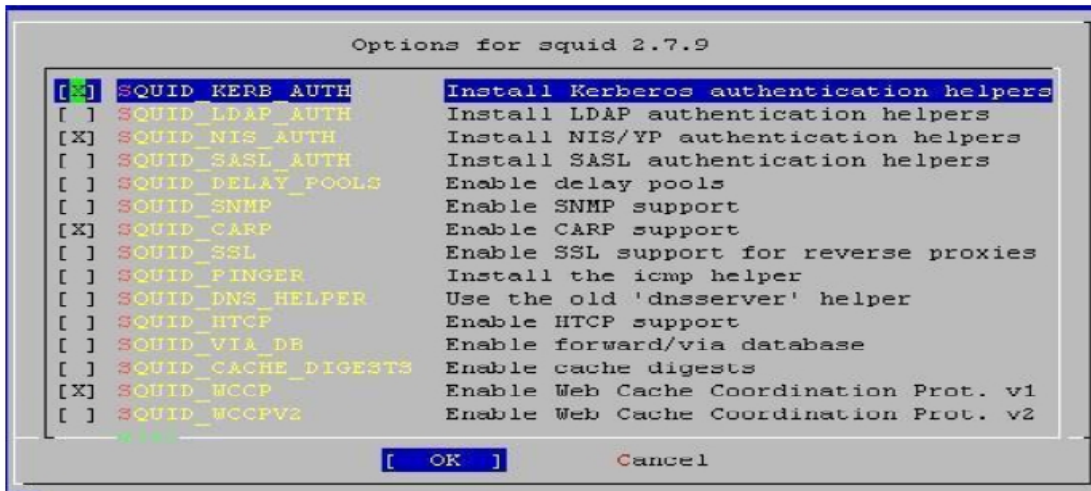 Options for squid 2.7.9
[X] SQUID_KERB_AUTH Install Kerberos authentication helpers
[ ] SQUID_LDAP_AUTH Install LDAP authentication helpers
[X] SQUID_NIS_AUTH Install NIS/YP authentication helpers
[ ] SQUID_SASL_AUTH Install SASL authentication helpers
[ ] SQUID_DELAY_POOLS Enable delay pools
[ ] SQUID_SNMP Enable SNMP support
[X] SQUID_CARP Enable CARP support
[ ] SQUID_SSL Enable SSL support for reverse proxies
[ ] SQUID_PINGER Install the icmp helper
[ ] SQUID_DNS_HELPER Use the old 'dnsserver' helper
[ ] SQUID_HTCP Enable HTCP support
[ ] SQUID_VIA_DB Enable forward/via database
[ ] SQUID_CACHE_DIGESTS Enable cache digests
[X] SQUID_WCCP Enable Web Cache Coordination Prot. v1
[ ] SQUID_WCCPV2 Enable Web Cache Coordination Prot. v2
[ OK ] Cancel